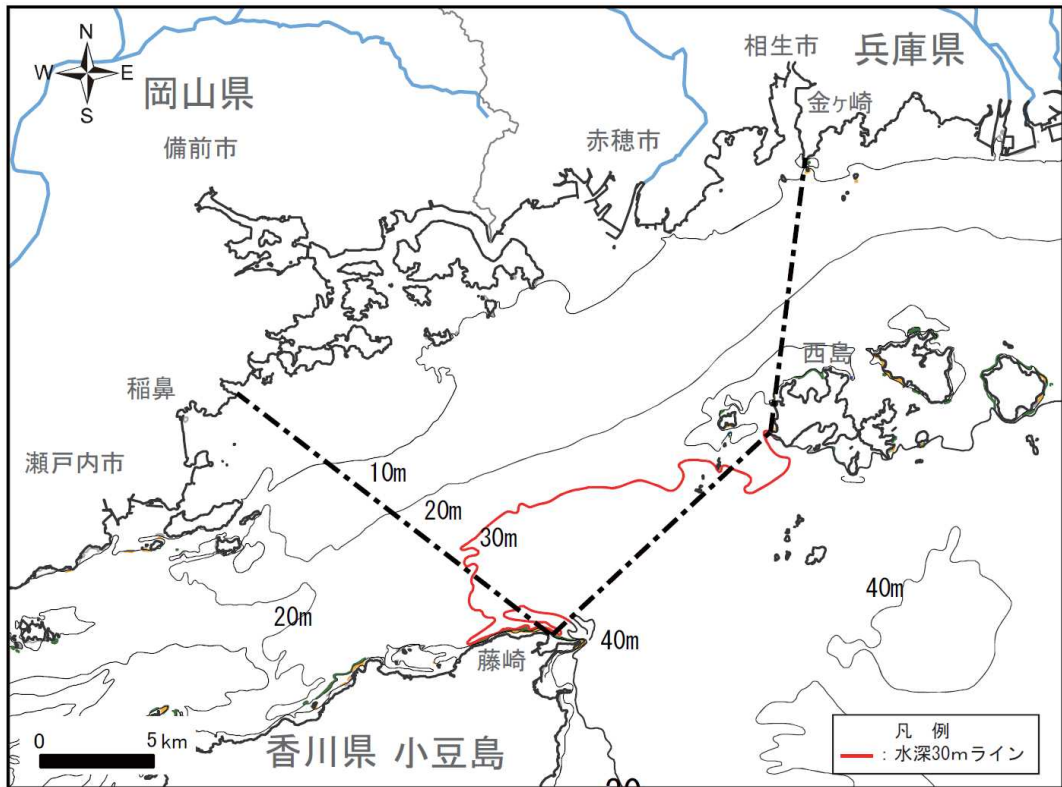 N
W E
S
岡山県
備前市
赤穂市
相生市
兵庫県
金ヶ崎
西島
稲鼻
瀬戸内市
10m
20m
30m
20m
40m
40m
藤崎
0 5km
香川県 小豆島
凡 例
: 水深30mライン